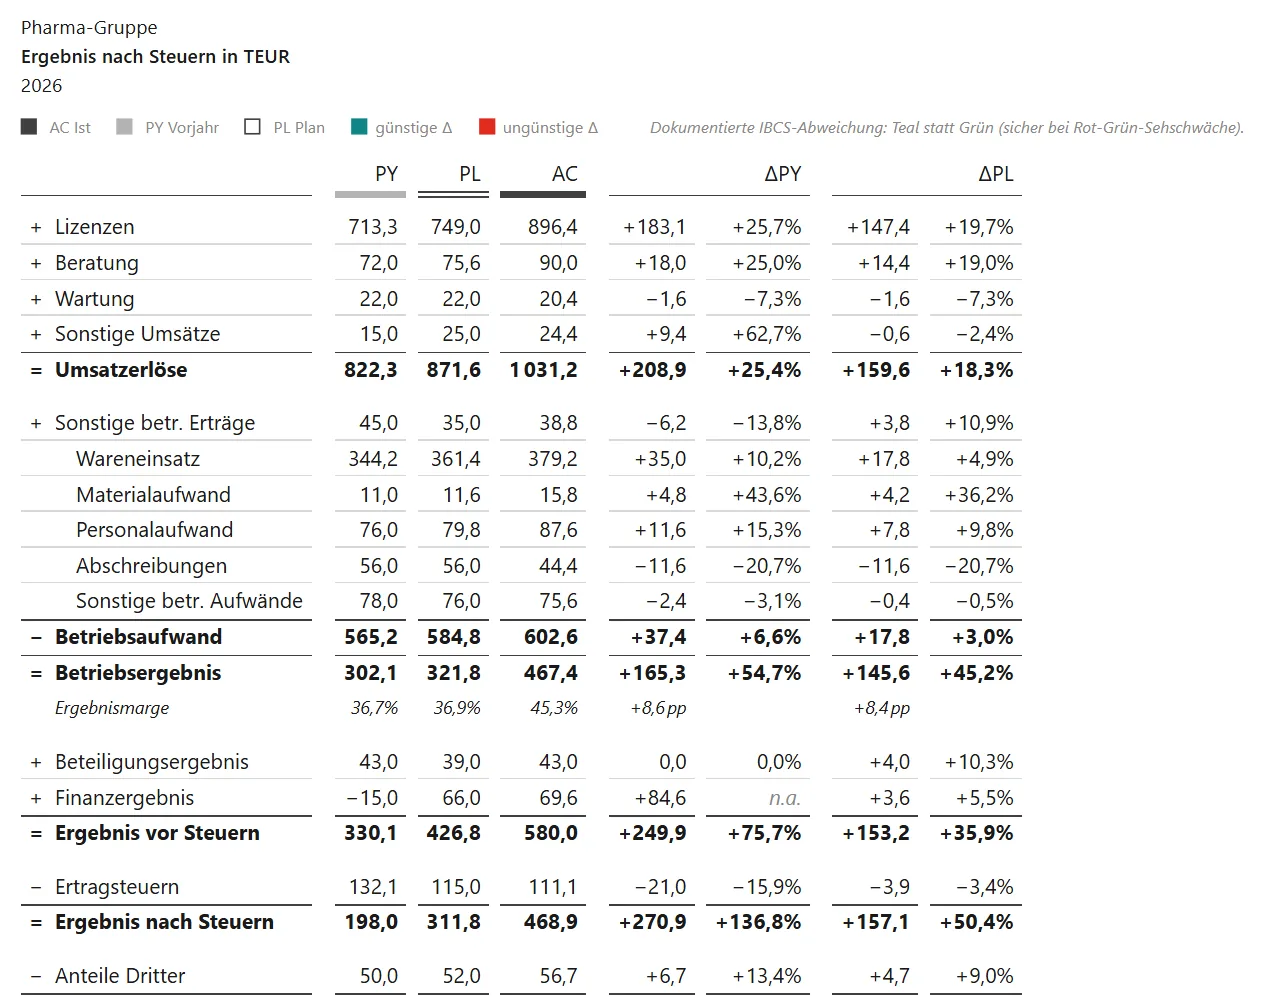 Pharma-Gruppe
Ergebnis nach Steuern in TEUR
2026
AC Ist PY Vorjahr PL Plan günstige Δ ungünstige Δ Dokumentierte IBCS-Abweichung: Teal statt Grün (sicher bei Rot-Grün-Sehschwäche).
PY PL AC ΔPY ΔPL
+ Lizenzen 713,3 749,0 896,4 +183,1 +25,7% +147,4 +19,7%
+ Beratung 72,0 75,6 90,0 +18,0 +25,0% +14,4 +19,0%
+ Wartung 22,0 22,0 20,4 −1,6 −7,3% −1,6 −7,3%
+ Sonstige Umsätze 15,0 25,0 24,4 +9,4 +62,7% −0,6 −2,4%
= Umsatzerlöse 822,3 871,6 1 031,2 +208,9 +25,4% +159,6 +18,3%
+ Sonstige betr. Erträge 45,0 35,0 38,8 −6,2 −13,8% +3,8 +10,9%
Wareneinsatz 344,2 361,4 379,2 +35,0 +10,2% +17,8 +4,9%
Materialaufwand 11,0 11,6 15,8 +4,8 +43,6% +4,2 +36,2%
Personalaufwand 76,0 79,8 87,6 +11,6 +15,3% +7,8 +9,8%
Abschreibungen 56,0 56,0 44,4 −11,6 −20,7% −11,6 −20,7%
Sonstige betr. Aufwände 78,0 76,0 75,6 −2,4 −3,1% −0,4 −0,5%
− Betriebsaufwand 565,2 584,8 602,6 +37,4 +6,6% +17,8 +3,0%
= Betriebsergebnis 302,1 321,8 467,4 +165,3 +54,7% +145,6 +45,2%
Ergebnismarge 36,7% 36,9% 45,3% +8,6 pp +8,4 pp
+ Beteiligungsergebnis 43,0 39,0 43,0 0,0 0,0% +4,0 +10,3%
+ Finanzergebnis −15,0 66,0 69,6 +84,6 n.a. +3,6 +5,5%
= Ergebnis vor Steuern 330,1 426,8 580,0 +249,9 +75,7% +153,2 +35,9%
− Ertragsteuern 132,1 115,0 111,1 −21,0 −15,9% −3,9 −3,4%
= Ergebnis nach Steuern 198,0 311,8 468,9 +270,9 +136,8% +157,1 +50,4%
− Anteile Dritter 50,0 52,0 56,7 +6,7 +13,4% +4,7 +9,0%